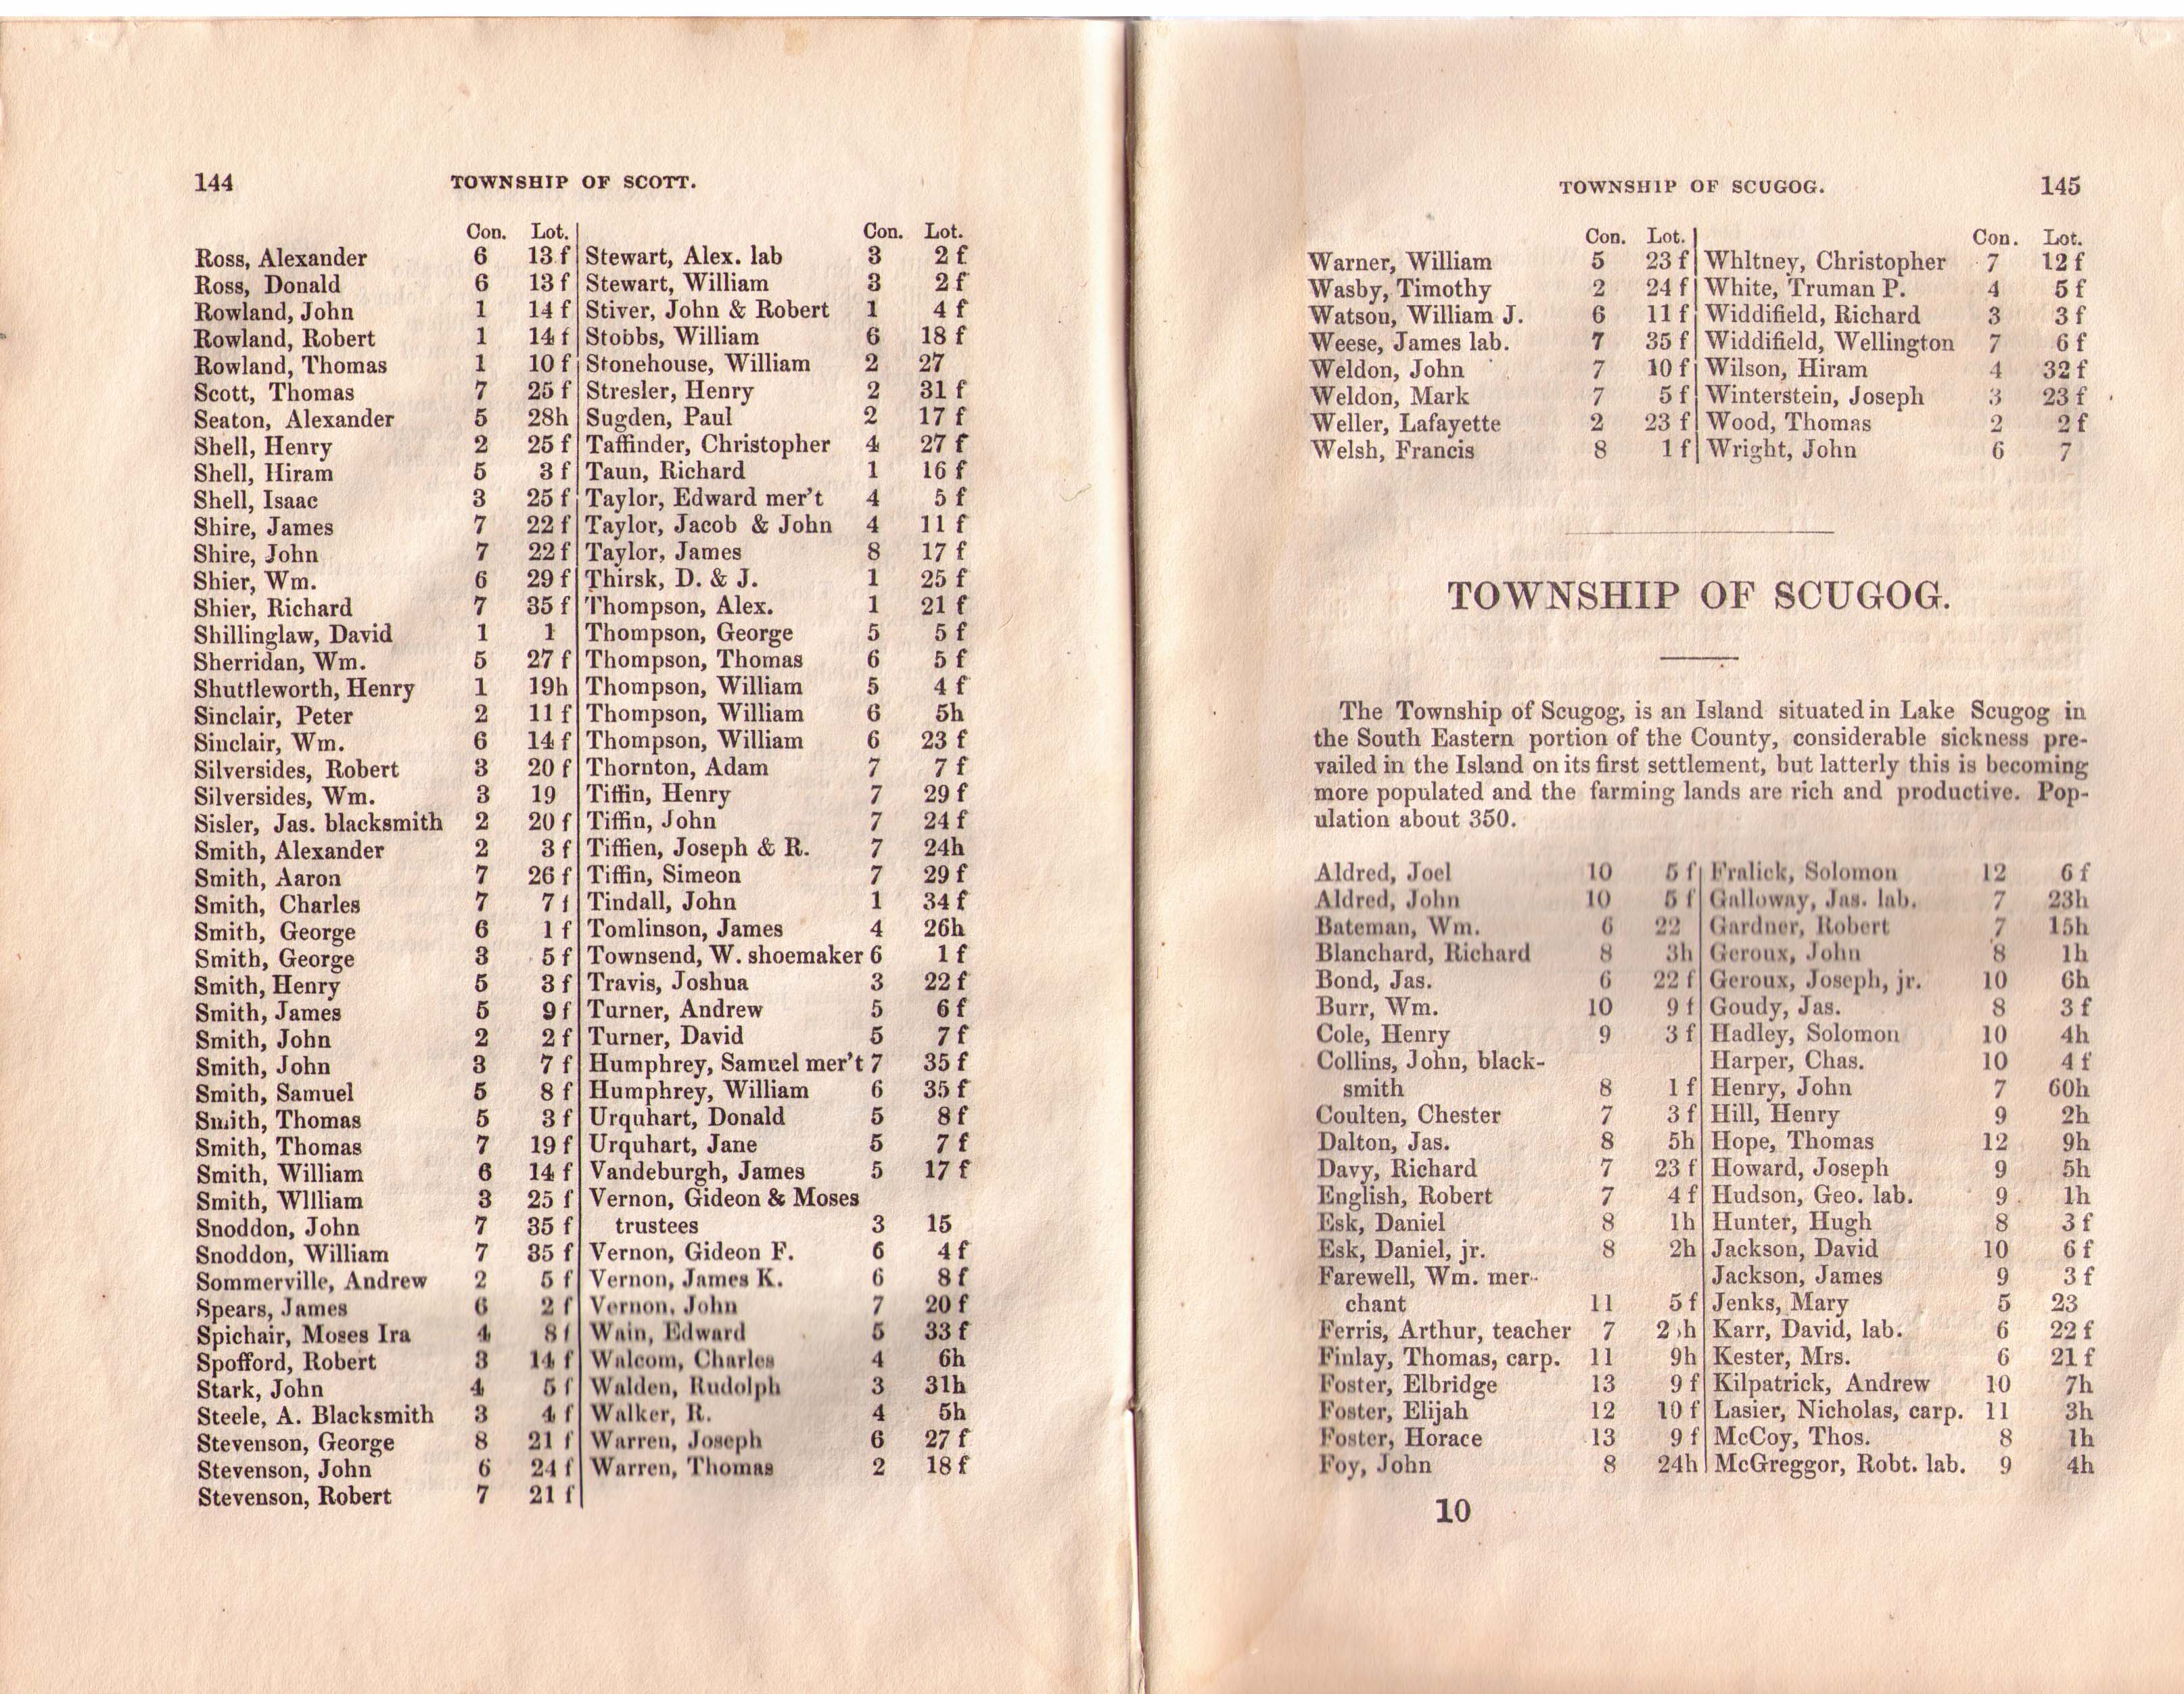 144 TOWNSHIP OF SCOTT.
Con. Lot.
Ross, Alexander 6 13 f
Ross, Donald 6 13 f
Rowland, John 1 14 f
Rowland, Robert 1 14 f
Rowland, Thomas 1 10 f
Scott, Thomas 7 25 f
Seaton, Alexander 5 28h
Shell, Henry 2 25 f
Shell, Hiram 5 3 f
Shell, Isaac 3 25 f
Shire, James 7 22 f
Shire, John 7 22 f
Shier, Wm. 6 29 f
Shier, Richard 7 35 f
Shillinglaw, David 1 1
Sherridan, Wm. 5 27 f
Shuttleworth, Henry 1 19h
Sinclair, Peter 2 11 f
Sinclair, Wm. 6 14 f
Silversides, Robert 3 20 f
Silversides, Wm. 3 19
Sisler, Jas. blacksmith 2 20 f
Smith, Alexander 2 3 f
Smith, Aaron 7 26 f
Smith, Charles 7 7 f
Smith, George 6 1 f
Smith, George 3 5 f
Smith, Henry 5 3 f
Smith, James 5 9 f
Smith, John 2 2 f
Smith, John 3 7 f
Smith, Samuel 5 8 f
Smith, Thomas 5 3 f
Smith, Thomas 7 19 f
Smith, William 6 14 f
Smith, WIlliam 3 25 f
Snoddon, John 7 35 f
Snoddon, William 7 35 f
Sommerville, Andrew 2 5 f
Spears, James 6 2 f
Spichair, Moses Ira 4 8 f
Spofford, Robert 3 14 f
Stark, John 4 5 f
Steele, A. Blacksmith 3 4 f
Stevenson, George 8 21 f
Stevenson, John 6 24 f
Stevenson, Robert 7 21 f
Con. Lot.
Stewart, Alex. lab 3 2 f
Stewart, William 3 2 f
Stiver, John & Robert 1 4 f
Stobbs, William 6 18 f
Stonehouse, William 2 27
Stresler, Henry 2 31 f
Sugden, Paul 2 17 f
Taffinder, Christopher 4 27 f
Taun, Richard 1 16 f
Taylor, Edward mer't 4 5 f
Taylor, Jacob & John 4 11 f
Taylor, James 8 17 f
Thirsk, D. & J. 1 25 f
Thompson, Alex. 1 21 f
Thompson, George 5 5 f
Thompson, Thomas 6 5 f
Thompson, William 5 4 f
Thompson, William 6 5h
Thompson, William 6 23 f
Thornton, Adam 7 7 f
Tiffin, Henry 7 29 f
Tiffin, John 7 24 f
Tiffien, Joseph & R. 7 24h
Tiffin, Simeon 7 29 f
Tindall, John 1 34 f
Tomlinson, James 4 26h
Townsend, W. shoemaker 6 1 f
Travis, Joshua 3 22 f
Turner, Andrew 5 6 f
Turner, David 5 7 f
Humphrey, Samuel mer't 7 35 f
Humphrey, William 6 35 f
Urquhart, Donald 5 8 f
Urquhart, Jane 5 7 f
Vandeburgh, James 5 17 f
Vernon, Gideon & Moses
trustees 3 15
Vernon, Gideon F. 6 4 f
Vernon, James K. 6 8 f
Vernon, John 7 20 f
Wain, Edward 5 33 f
Walcom, Charles 4 6h
Walden, Rudolph 3 31h
Walker, R. 4 5h
Warren, Joseph 6 27 f
Warren, Thomas 2 18 f
TOWNSHIP OF SCUGOG. 145
Con. Lot.
Warner, William 5 23 f
Wasby, Timothy 2 24 f
Watson, William J. 6 11 f
Weese, James lab. 7 35 f
Weldon, John 7 10 f
Weldon, Mark 7 5 f
Weller, Lafayette 2 23 f
Welsh, Francis 8 1 f
Con. Lot.
Whltney, Christopher 7 12 f
White, Truman P. 4 5 f
Widdifield, Richard 3 3 f
Widdifield, Wellington 7 6 f
Wilson, Hiram 4 32 f
Winterstein, Joseph 3 23 f
Wood, Thomas 2 2 f
Wright, John 6 7
TOWNSHIP OF SCUGOG.
The Township of Scugog, is an Island situated in Lake Scugog in
the South Eastern portion of the County, considerable sickness pre-
vailed in the Island on its first settlement, but latterly this is becoming
more populated and the farming lands are rich and productive. Pop-
ulation about 350.
Aldred, Joel 10 5 f
Aldred, John 10 5 f
Bateman, Wm. 6 22
Blanchard, Richard 8 3h
Bond, Jas. 6 22 f
Burr, Wm. 10 9 f
Cole, Henry 9 3 f
Collins, John, black-
smith 8 1 f
Coulten, Chester 7 3 f
Dalton, Jas. 8 5h
Davy, Richard 7 23 f
English, Robert 7 4 f
Esk, Daniel 8 1h
Esk, Daniel, jr. 8 2h
Farewell, Wm. mer-
chant 11 5 f
Ferris, Arthur, teacher 7
Finlay, Thomas, carp. 11 9h
Foster, Elbridge 13 9 f
Foster, Elijah 12 10 f
Foster, Horace 13 9 f
Foy, John 8 24h
Fralick, Solomon 12 6 f
Galloway, Jas. lab. 7 23h
Gardner, Robert 7 15h
Geroux, John 8 1h
Geroux, Joseph, jr. 10 6h
Goudy, Jas. 8 3 f
Hadley, Solomon 10 4h
Harper, Chas. 10 4 f
Henry, John 7 60h
Hill, Henry 9 2h
Hope, Thomas 12 9h
Howard, Joseph 9 5h
Hudson, Geo. lab. 9 1h
Hunter, Hugh 8 3 f
Jackson, David 10 6 f
Jackson, James 9 3 f
Jenks, Mary 5 23
Karr, David, lab. 6 22 f
Kester, Mrs. 6 21 f
Kilpatrick, Andrew 10 7h
Lasier, Nicholas, carp. 11 3h
McCoy, Thos. 8 1h
McGreggor, Robt. lab. 9 4h
10